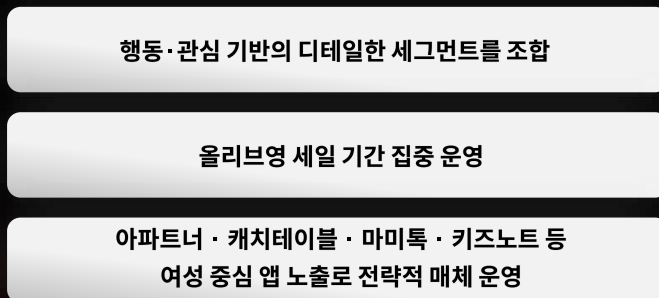 행동·관심 기반의 디테일한 세그먼트를 조합
올리브영 세일 기간 집중 운영
아파트너 · 캐치테이블 · 마미톡 · 키즈노트 등
여성 중심 앱 노출로 전략적 매체 운영